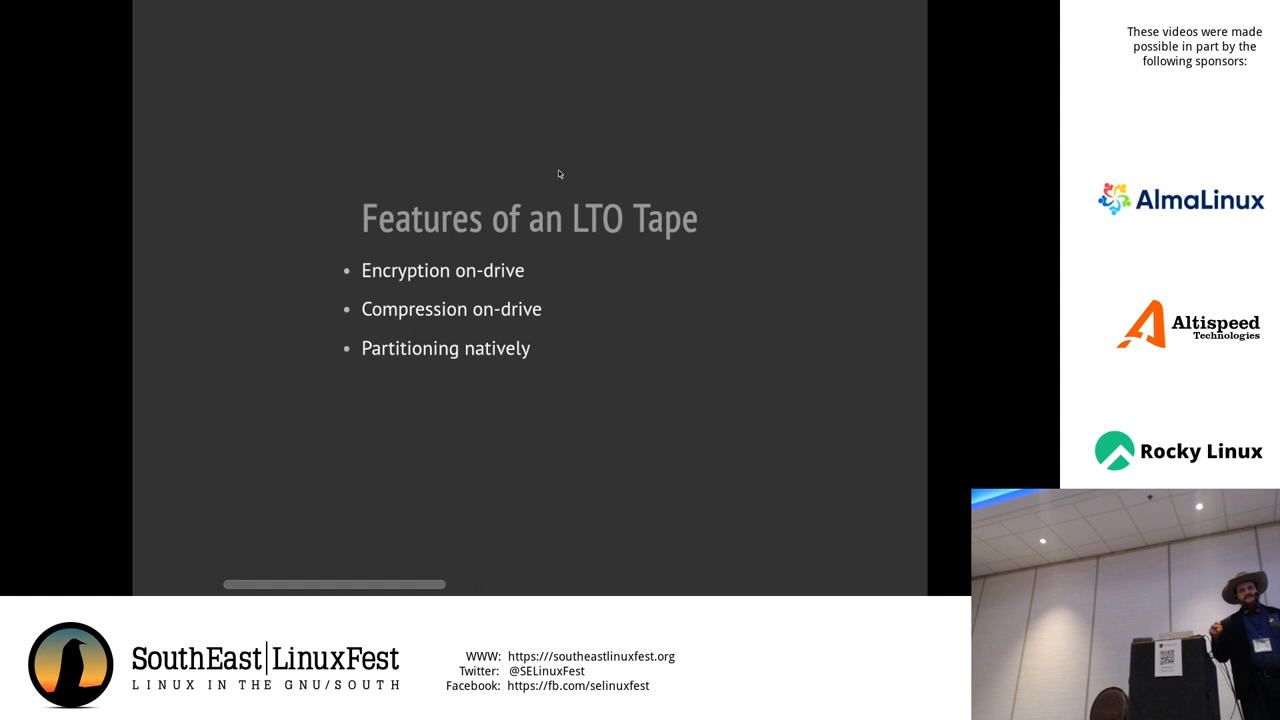 Features of an LTO Tape
• Encryption on-drive
• Compression on-drive
• Partitioning natively
These videos were made
possible in part by the
following sponsors:
AlmaLinux
Altispeed
Technologies
Rocky Linux
SouthEast|LinuxFest
LINUX IN THE GNU/SOUTH
WWW: https:///southeastlinuxfest.org
Twitter: @SELinuxFest
Facebook: https://fb.com/selinuxfest